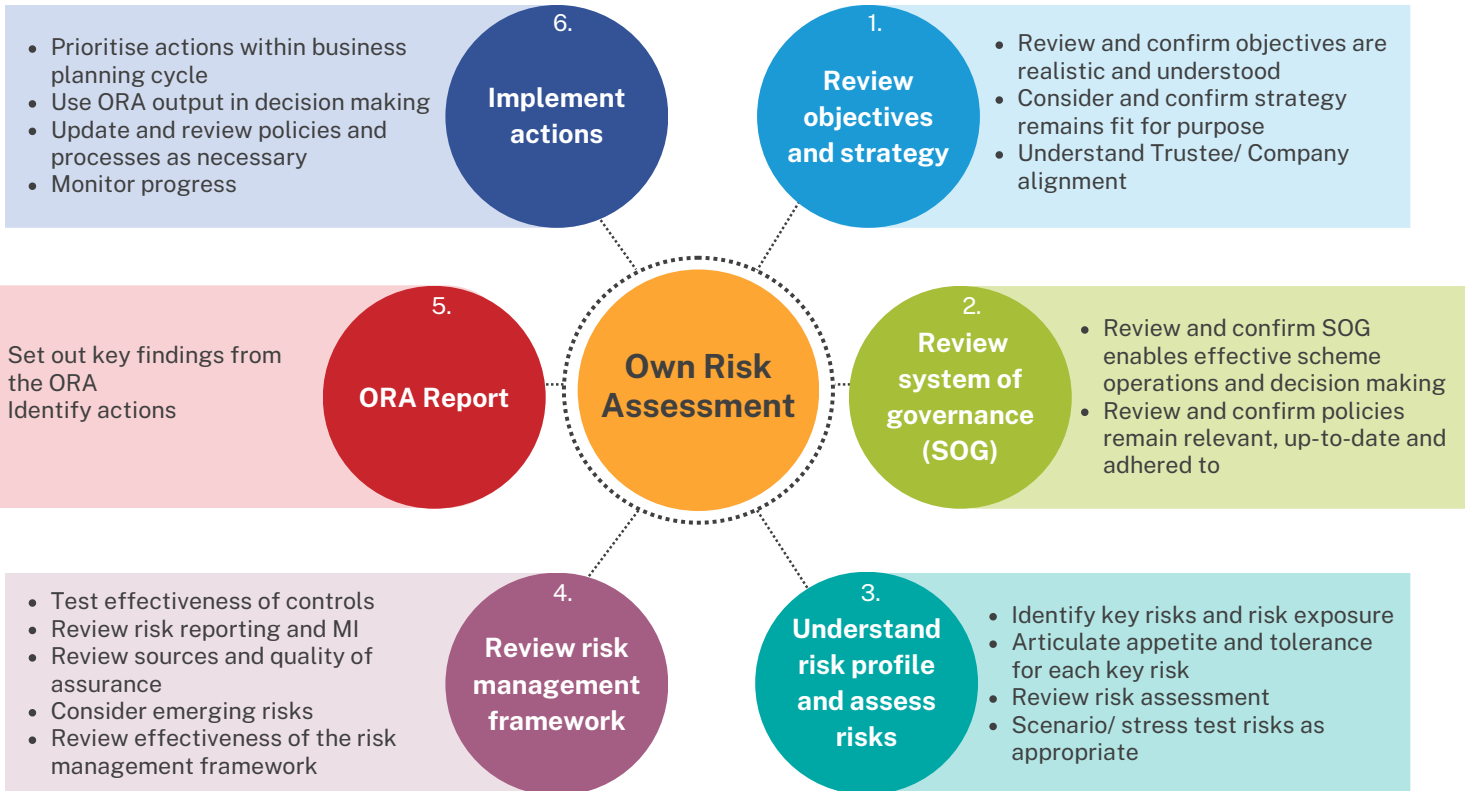 Own Risk
Assessment
1.
Review
objectives
and strategy
• Review and confirm objectives are
realistic and understood
• Consider and confirm strategy
remains fit for purpose
• Understand Trustee/ Company
alignment
2.
Review
system of
governance
(SOG)
• Review and confirm SOG
enables effective scheme
operations and decision making
• Review and confirm policies
remain relevant, up-to-date and
adhered to
3.
Understand
risk profile
and assess
risks
• Identify key risks and risk exposure
• Articulate appetite and tolerance
for each key risk
• Review risk assessment
• Scenario/ stress test risks as
appropriate
4.
Review risk
management
framework
• Test effectiveness of controls
• Review risk reporting and MI
• Review sources and quality of
assurance
• Consider emerging risks
• Review effectiveness of the risk
management framework
5.
ORA Report
Set out key findings from
the ORA
Identify actions
6.
Implement
actions
• Prioritise actions within business
planning cycle
• Use ORA output in decision making
• Update and review policies and
processes as necessary
• Monitor progress